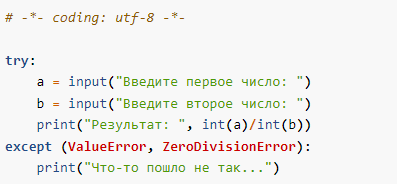 # -*- coding: utf-8 -*-

try:
    a = input("Введите первое число: ")
    b = input("Введите второе число: ")
    print("Результат: ", int(a)/int(b))
except (ValueError, ZeroDivisionError):
    print("Что-то пошло не так...")